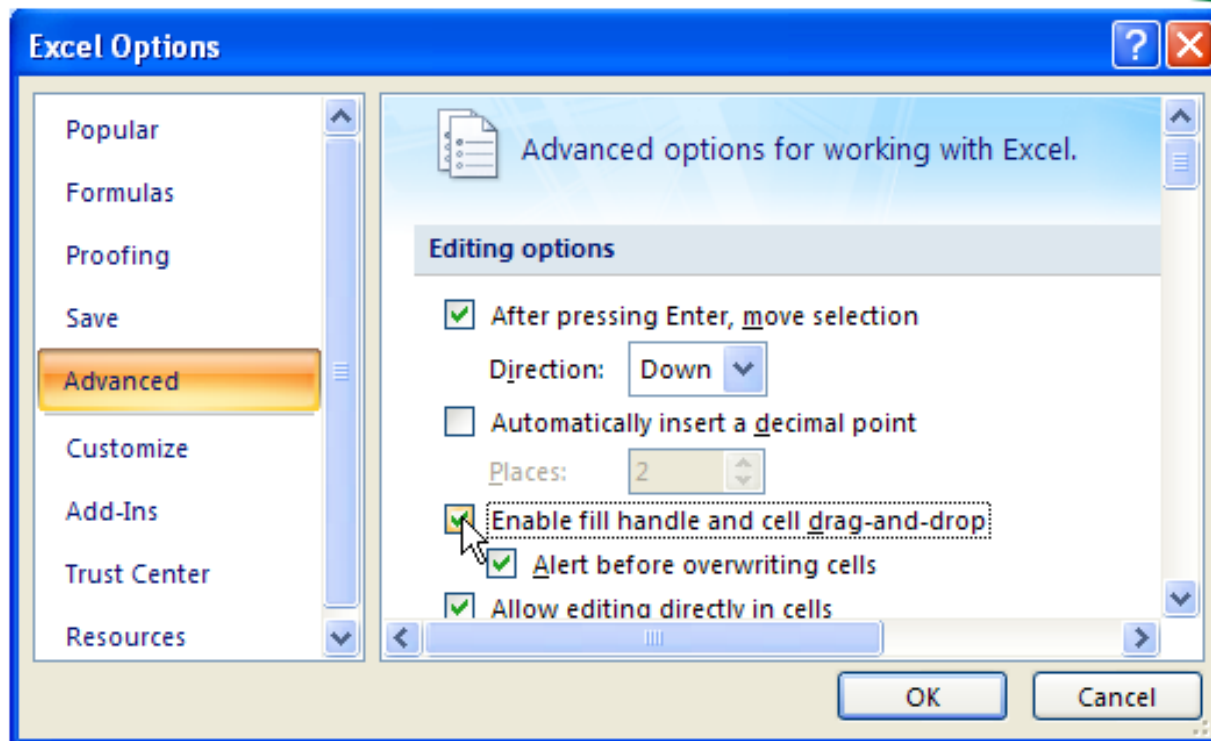 Excel Options
?
Popular
Formulas
Proofing
Save
Advanced
Customize
Add-Ins
Trust Center
Resources
Advanced options for working with Excel.
Editing options
After pressing Enter, move selection
Direction: Down
Automatically insert a decimal point
Places: 2
Enable fill handle and cell drag-and-drop
Alert before overwriting cells
Allow editing directly in cells
OK Cancel